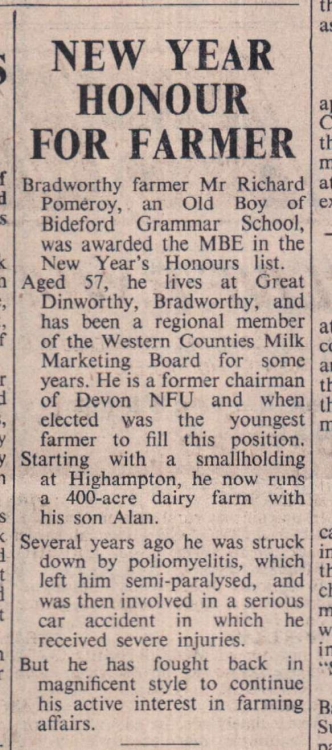 NEW YEAR
HONOUR
FOR FARMER
Bradworthy farmer Mr Richard
Pomeroy, an Old Boy of
Bideford Grammar School,
was awarded the MBE in the
New Year's Honours list.
Aged 57, he lives at Great
Dinworthy, Bradworthy, and
has been a regional member
of the Western Counties Milk
Marketing Board for some
years. He is a former chairman
of Devon NFU and when
elected was the youngest
farmer to fill this position.
Starting with a smallholding
at Highampton, he now runs
a 400-acre dairy farm with
his son Alan.
Several years ago he was struck
down by poliomyelitis, which
left him semi-paralysed, and
was then involved in a serious
car accident in which he
received severe injuries.
But he has fought back in
magnificent style to continue
his active interest in farming
affairs.